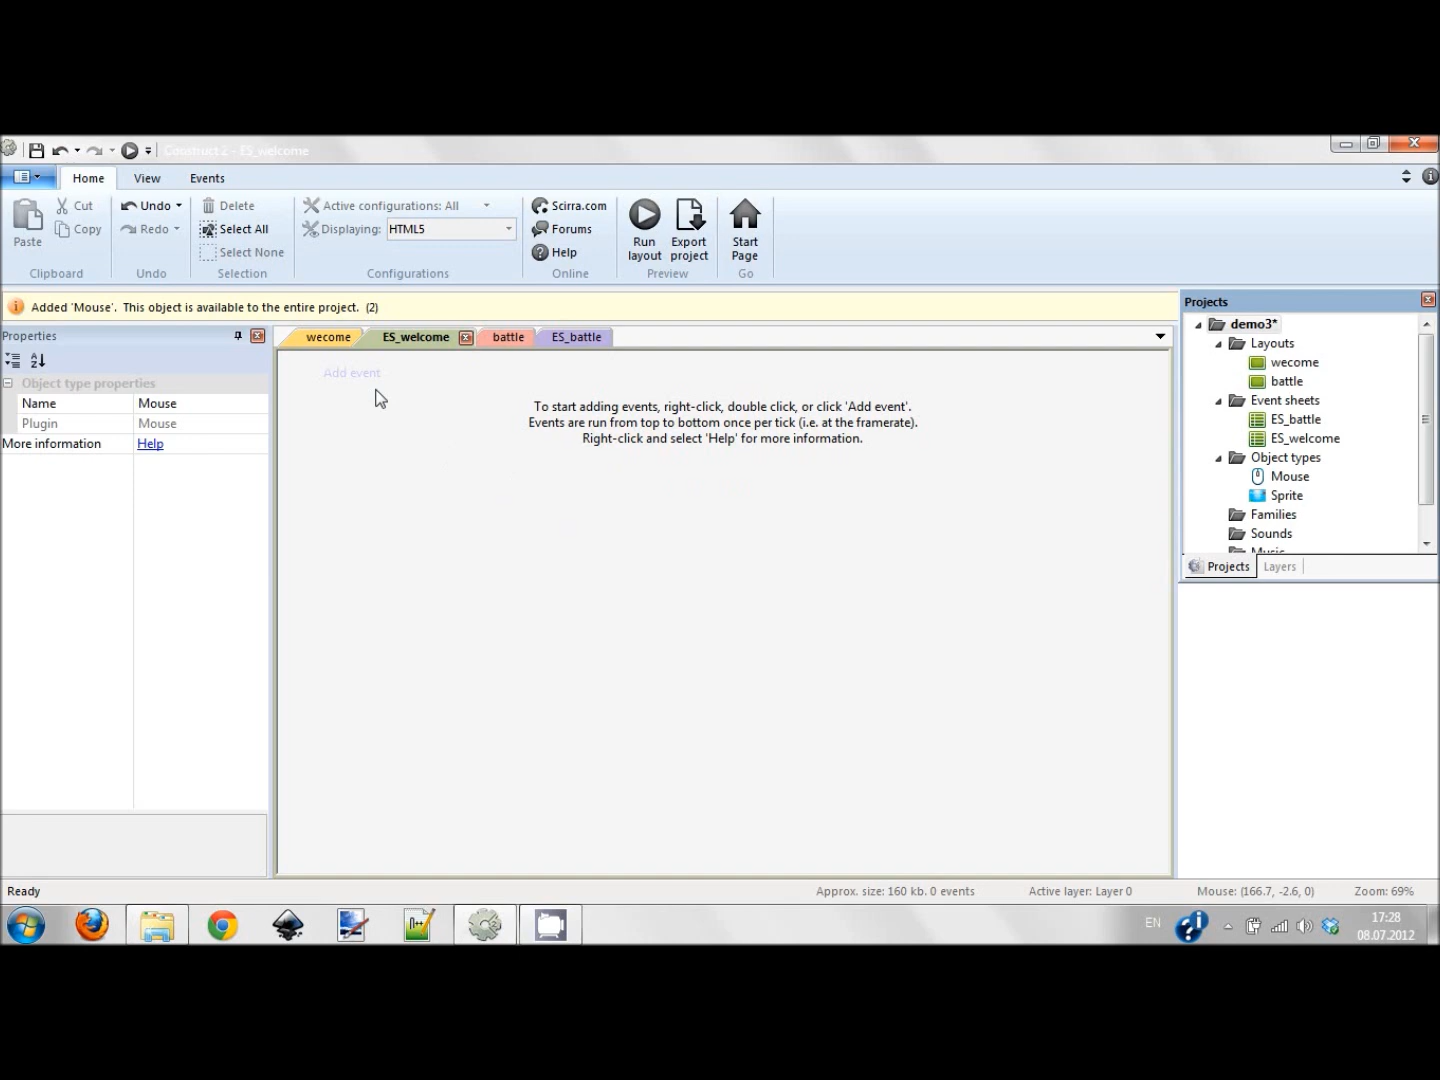 Construct 2 - ES_welcome
Home
View
Events
Paste
Cut
Copy
Clipboard
Undo
Redo
Undo
Delete
Select All
Select None
Selection
Active configurations: All
Displaying:
HTML5
Configurations
Scirra.com
Forums
Help
Online
Run
layout
Export
project
Preview
Start
Page
Go
Added 'Mouse'. This object is available to the entire project. (2)
Properties
Object type properties
Name
Mouse
Plugin
Mouse
More information
Help
wecome
ES_welcome
battle
ES_battle
Add event
To start adding events, right-click, double click, or click 'Add event'.
Events are run from top to bottom once per tick (i.e. at the framerate).
Right-click and select 'Help' for more information.
Projects
demo3*
Layouts
wecome
battle
Event sheets
ES_battle
ES_welcome
Object types
Mouse
Sprite
Families
Sounds
Music
Projects
Layers
Ready
Approx. size: 160 kb. 0 events
Active layer: Layer 0
Mouse: (166.7, -2.6, 0)
Zoom: 69%
EN
17:28
08.07.2012